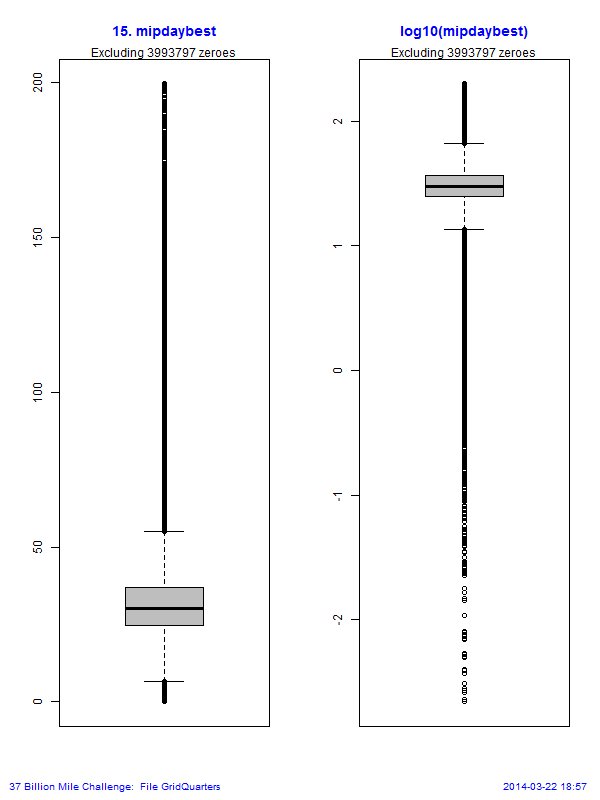 15. mipdaybest
Excluding 3993797 zeroes
200
150
100
50
0
log10(mipdaybest)
Excluding 3993797 zeroes
2
1
0
-1
-2
37 Billion Mile Challenge:  File GridQuarters
2014-03-22 18:57